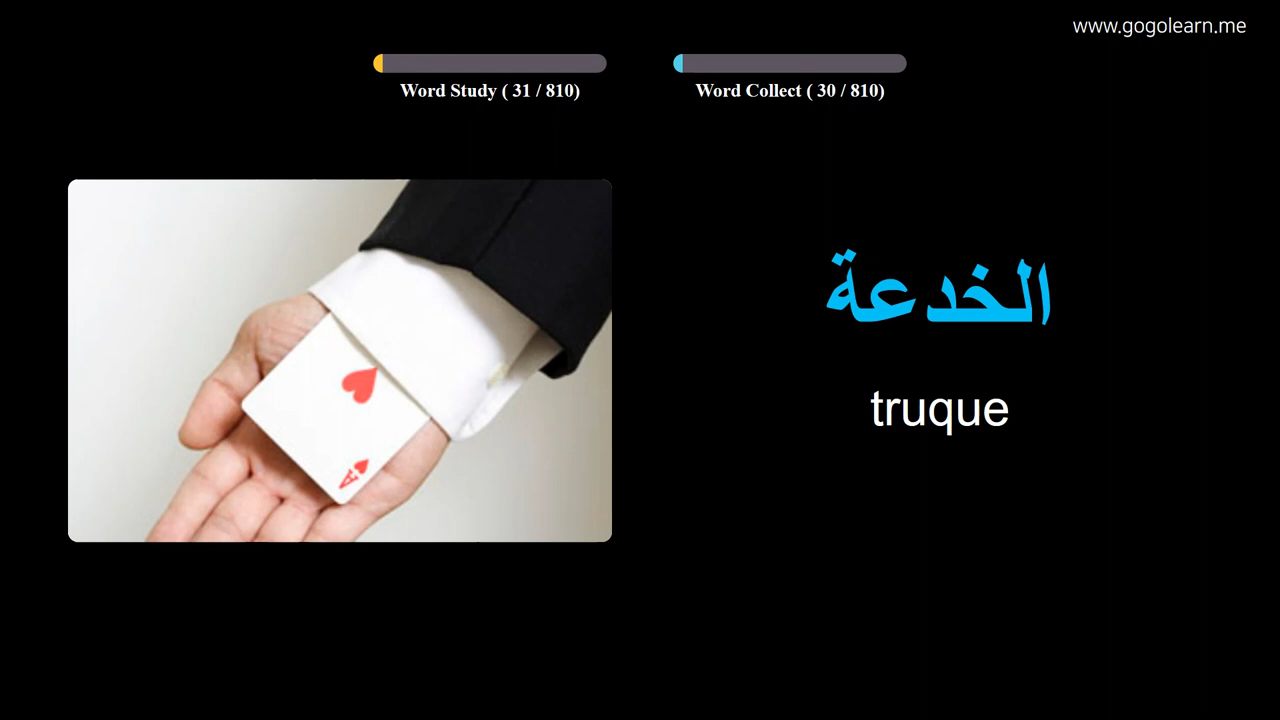 www.gogolearn.me
Word Study ( 31 / 810)
Word Collect ( 30 / 810)
الخدعة
truque
A